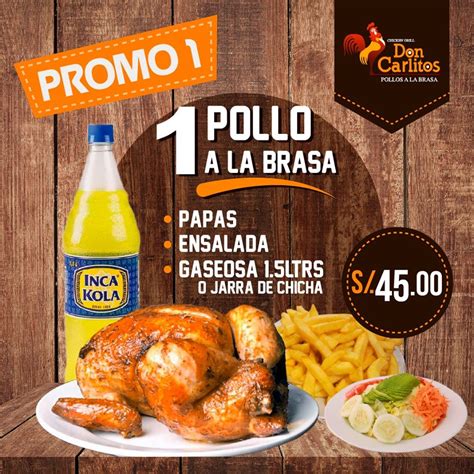 PROMO 1
CHICKEN GRILL
Don
Carlitos
POLLOS A LA BRASA
1 POLLO
A LA BRASA
• PAPAS
• ENSALADA
• GASEOSA 1.5LTRS
O JARRA DE CHICHA
S/.45.00
INCA
KOLA